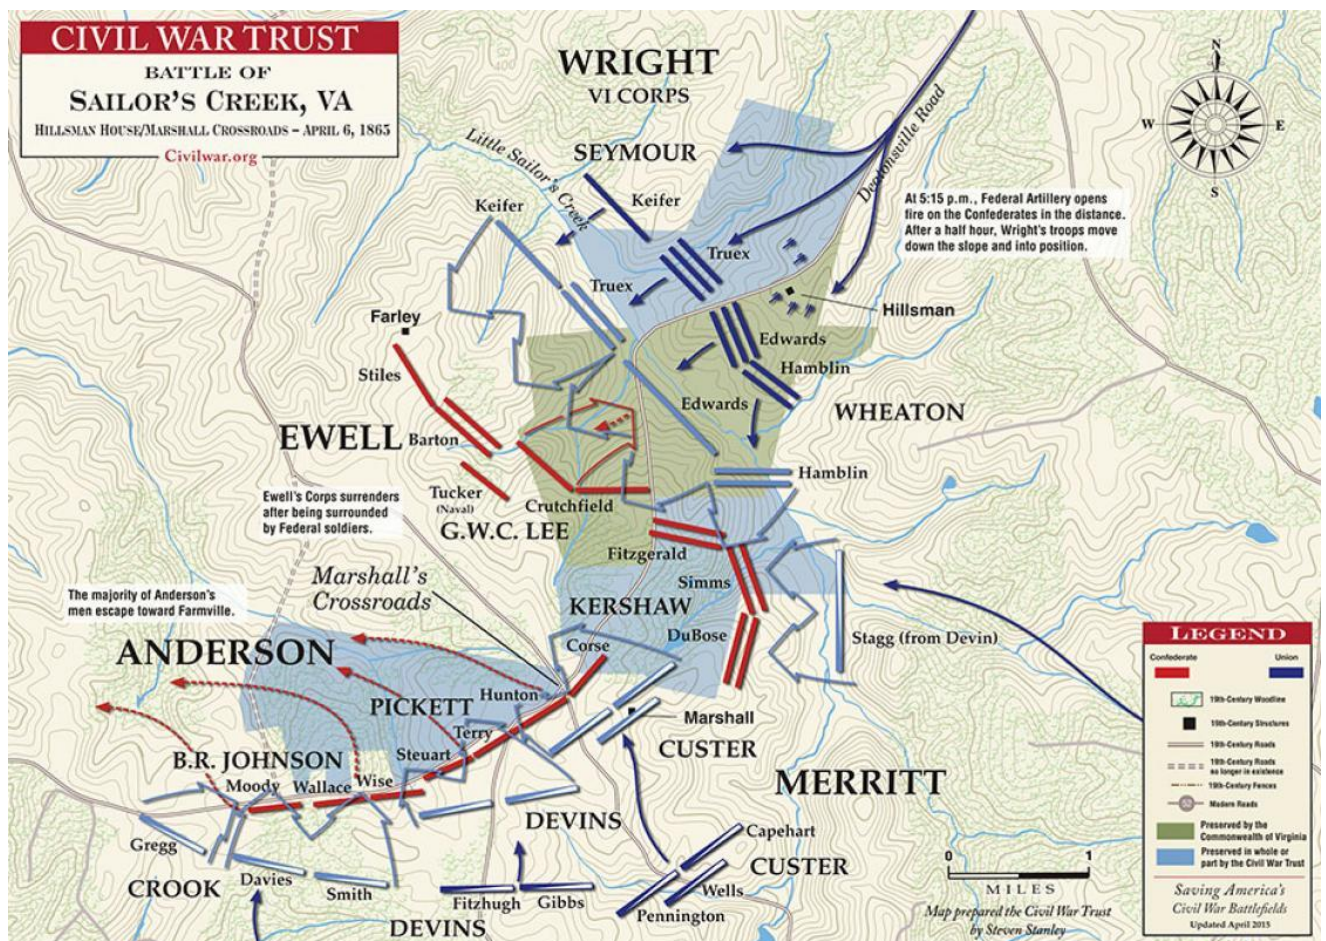 CIVIL WAR TRUST
BATTLE OF
SAILOR'S CREEK, VA
HILLSMAN HOUSE/MARSHALL CROSSROADS – APRIL 6, 1865
Civilwar.org
WRIGHT
VI CORPS
SEYMOUR
Little Sailor's Creek
Deatonsville Road
N
W
E
S
At 5:15 p.m., Federal Artillery opens
fire on the Confederates in the distance.
After a half hour, Wright's troops move
down the slope and into position.
Keifer
Keifer
Truex
Truex
Hillsman
Farley
Edwards
Hamblin
Stiles
Edwards
WHEATON
EWELL
Barton
Hamblin
Tucker
(Naval)
Crutchfield
G.W.C. LEE
Ewell's Corps surrenders
after being surrounded
by Federal soldiers.
Fitzgerald
Simms
Marshall's
Crossroads
KERSHAW
The majority of Anderson's
men escape toward Farmville.
DuBose
Stagg (from Devin)
Corse
ANDERSON
Hunton
PICKETT
Marshall
Terry
CUSTER
Steuart
B.R. JOHNSON
Moody
Wallace
Wise
MERRITT
DEVINS
Capehart
Gregg
CUSTER
CROOK
Davies
Smith
Wells
Fitzhugh
Gibbs
Pennington
DEVINS
0
1
MILES
Map prepared the Civil War Trust
by Steven Stanley
LEGEND
Confederate
Union
19th-Century Woodline
19th-Century Structures
19th-Century Roads
19th-Century Roads
no longer in existence
19th-Century Fences
Modern Roads
Preserved by the
Commonwealth of Virginia
Preserved in whole or
part by the Civil War Trust
Saving America's
Civil War Battlefields
Updated April 2015